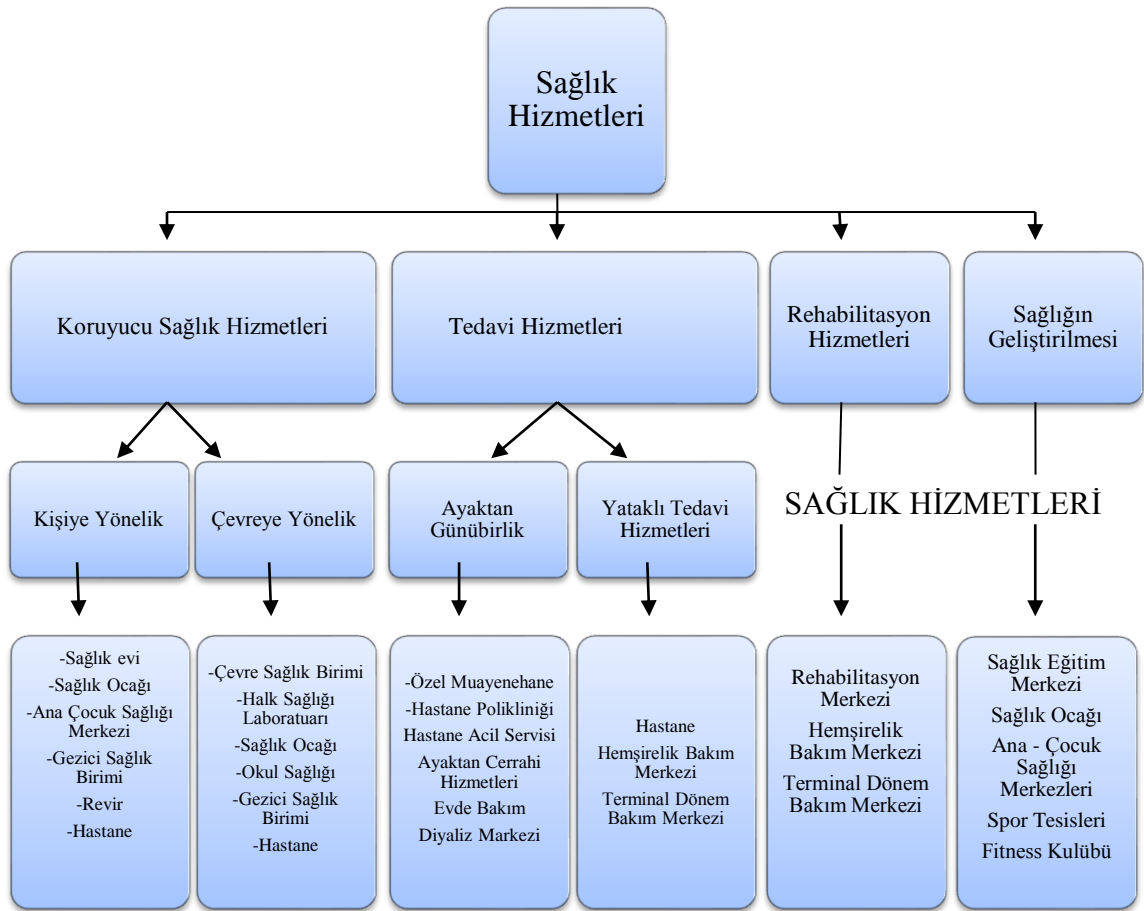 Sağlık
Hizmetleri
Koruyucu Sağlık Hizmetleri
Tedavi Hizmetleri
Rehabilitasyon
Hizmetleri
Sağlığın
Geliştirilmesi
Kişiye Yönelik
Çevreye Yönelik
Ayaktan
Günübirlik
Yataklı Tedavi
Hizmetleri
SAĞLIK HİZMETLERİ
-Sağlık evi
-Sağlık Ocağı
-Ana Çocuk Sağlığı
Merkezi
-Gezici Sağlık
Birimi
-Revir
-Hastane
-Çevre Sağlık Birimi
-Halk Sağlığı
Laboratuarı
-Sağlık Ocağı
-Okul Sağlığı
-Gezici Sağlık
Birimi
-Hastane
-Özel Muayenehane
-Hastane Polikliniği
Hastane Acil Servisi
Ayaktan Cerrahi
Hizmetleri
Evde Bakım
Diyaliz Markezi
Hastane
Hemşirelik Bakım
Merkezi
Terminal Dönem
Bakım Merkezi
Rehabilitasyon
Merkezi
Hemşirelik
Bakım Merkezi
Terminal Dönem
Bakım Merkezi
Sağlık Eğitim
Merkezi
Sağlık Ocağı
Ana - Çocuk
Sağlığı
Merkezleri
Spor Tesisleri
Fitness Kulübü